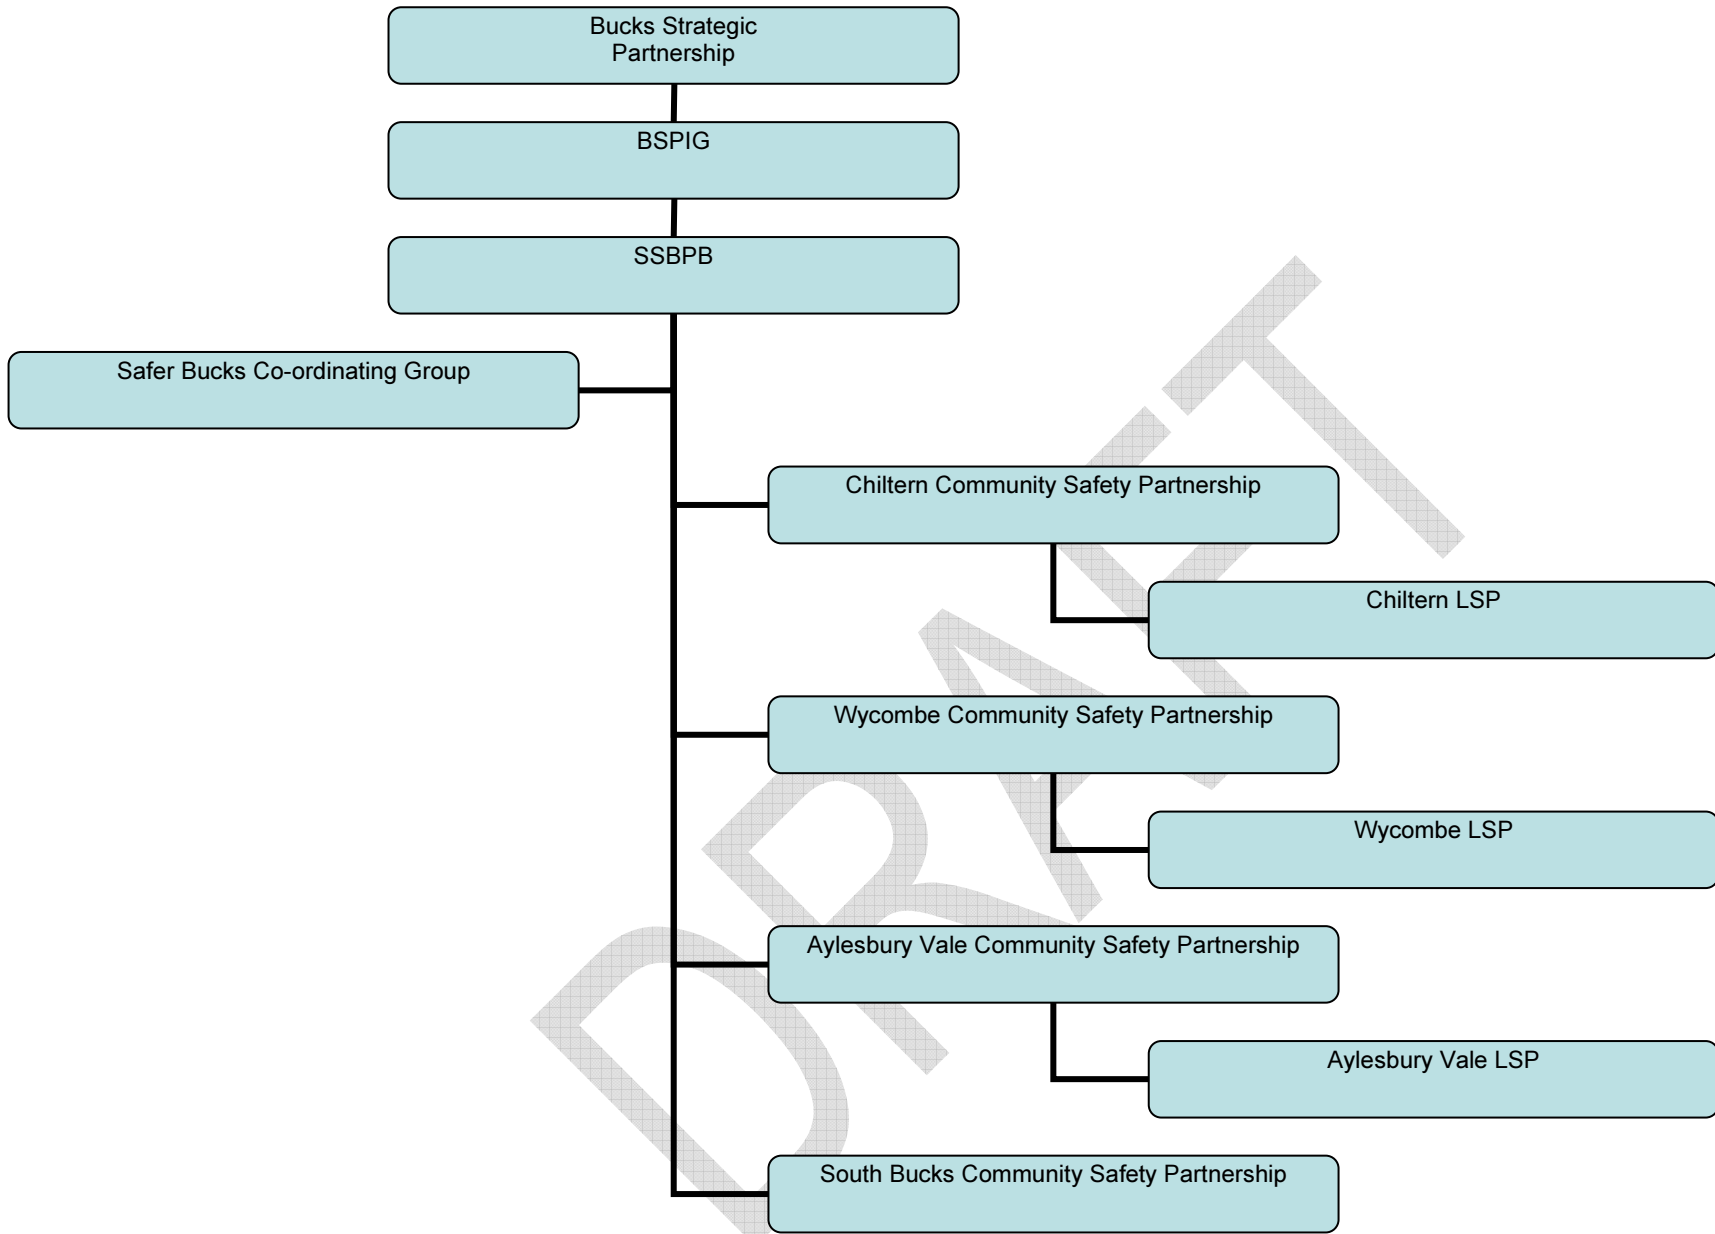 Bucks Strategic
Partnership
BSPIG
SSBPB
Safer Bucks Co-ordinating Group
Chiltern Community Safety Partnership
Chiltern LSP
Wycombe Community Safety Partnership
Wycombe LSP
Aylesbury Vale Community Safety Partnership
Aylesbury Vale LSP
South Bucks Community Safety Partnership
DRAFT